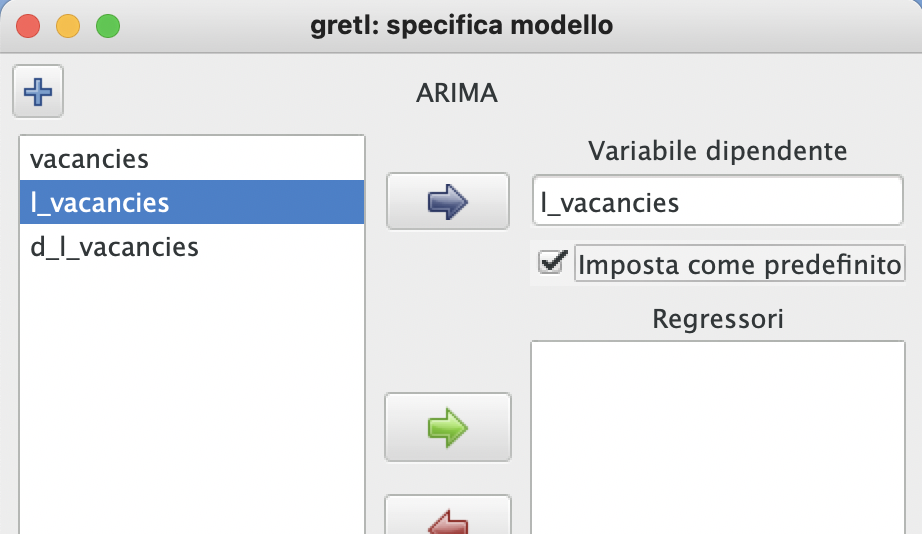 gretl: specifica modello
ARIMA
vacancies
l_vacancies
d_l_vacancies
Variabile dipendente
l_vacancies
Imposta come predefinito
Regressori